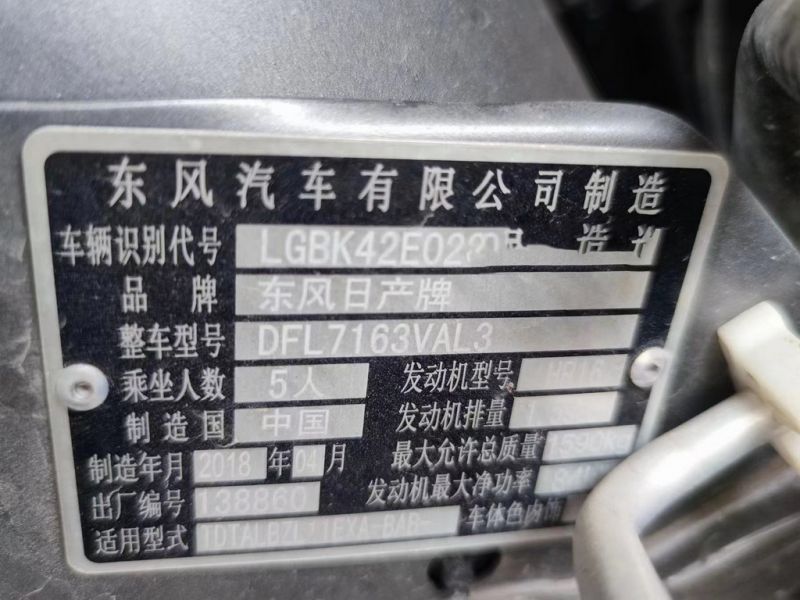 东风汽车有限公司制造
车辆识别代号 LGBK42E02
品牌 东风日产牌
整车型号 DFL7163VAL3
乘坐人数 5人 发动机型号 HR16
制造国 中国 发动机排量
制造年月 2018 年 04 月 最大允许总质量 1590kg
出厂编号 138860 发动机最大净功率
适用型式 车体色内饰